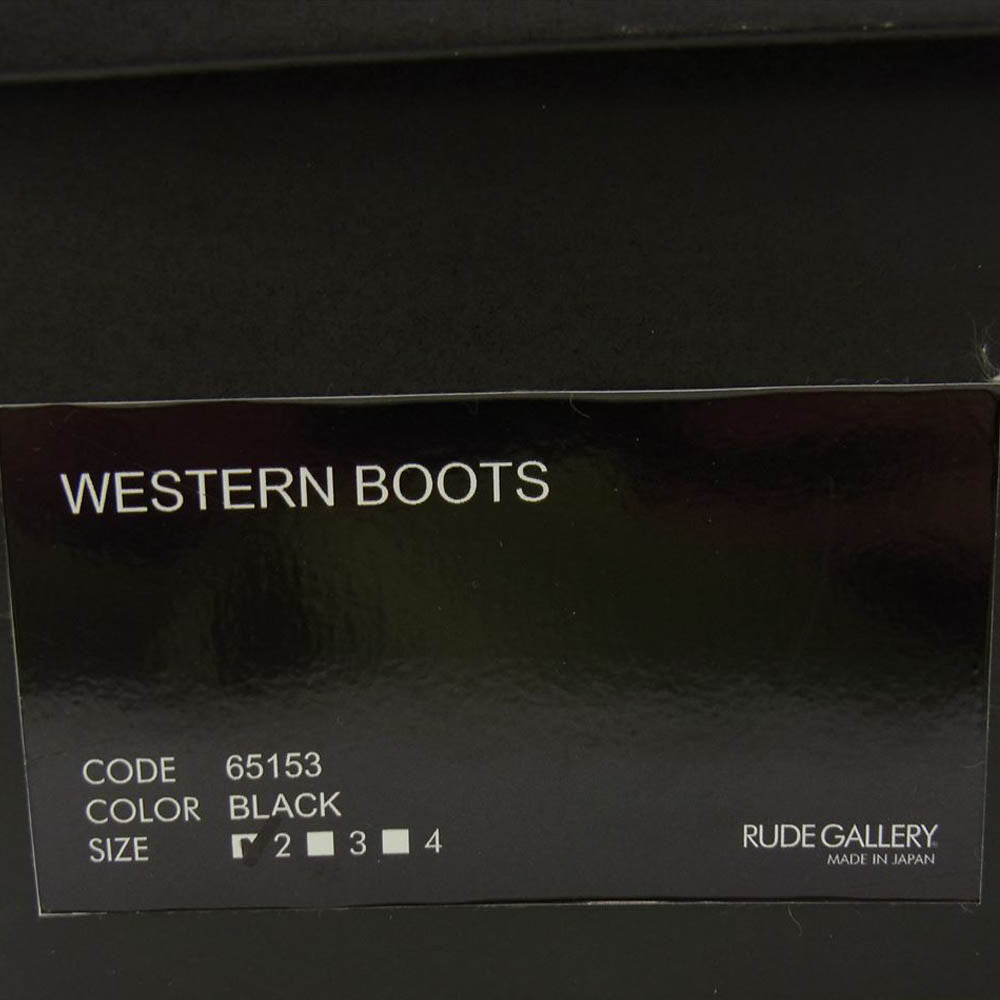 WESTERN BOOTS
CODE 65153
COLOR BLACK
SIZE 2 3 4
RUDE GALLERY
MADE IN JAPAN